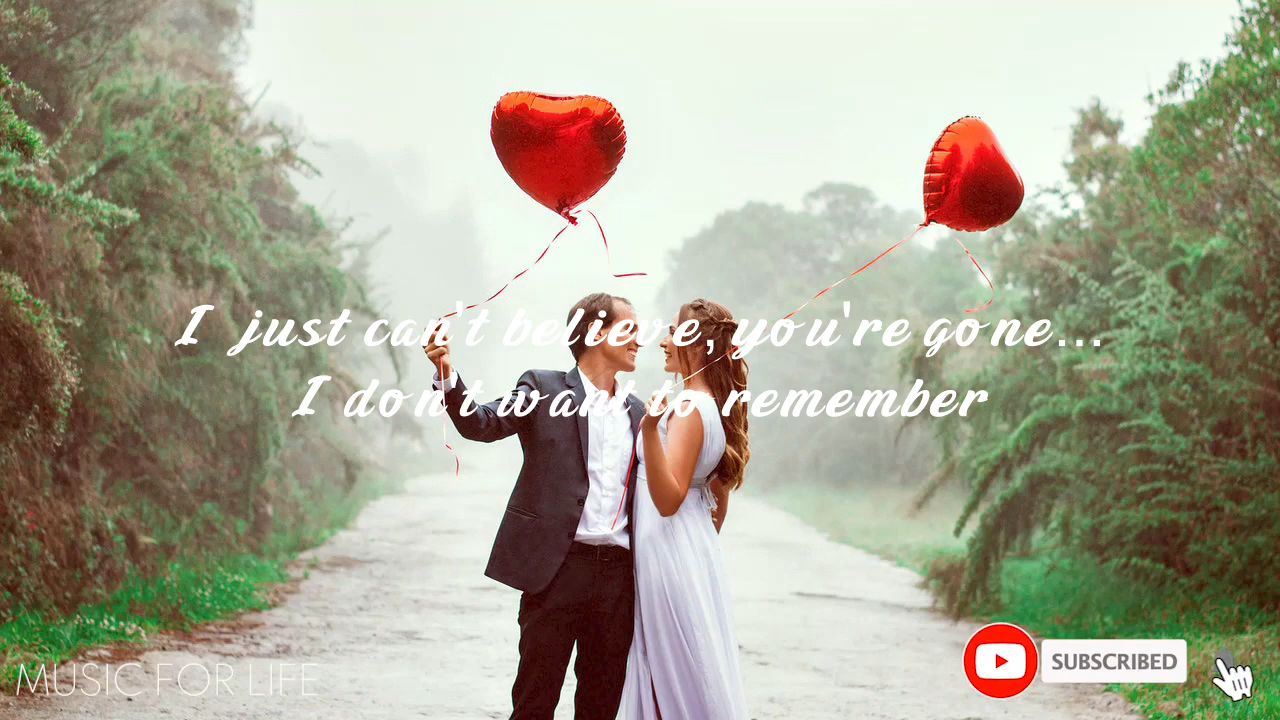 I just can't believe, you're gone...
I don't want to remember
MUSIC FOR LIFE
SUBSCRIBED